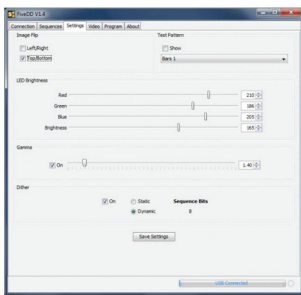 FiveOD V1.4
Connection Sequences Settings Video Program About
Image Flip
Test Pattern
Left/Right
Show
Top/Bottom
Bars 1
LED Brightness
Red 210
Green 186
Blue 205
Brightness 165
Gamma
On 1.40
Dither
On Static Sequence Bits
Dynamic 8
Save Settings
USB Connected